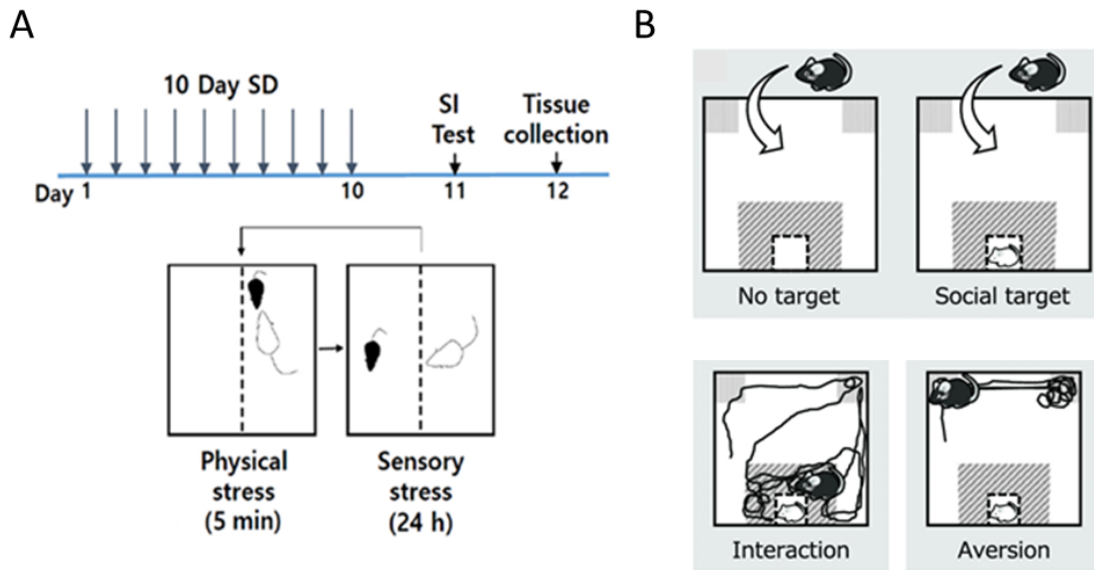 A
10 Day SD
SI
Test
Tissue
collection
Day 1
10
11
12
Physical
stress
(5 min)
Sensory
stress
(24 h)
B
No target
Social target
Interaction
Aversion